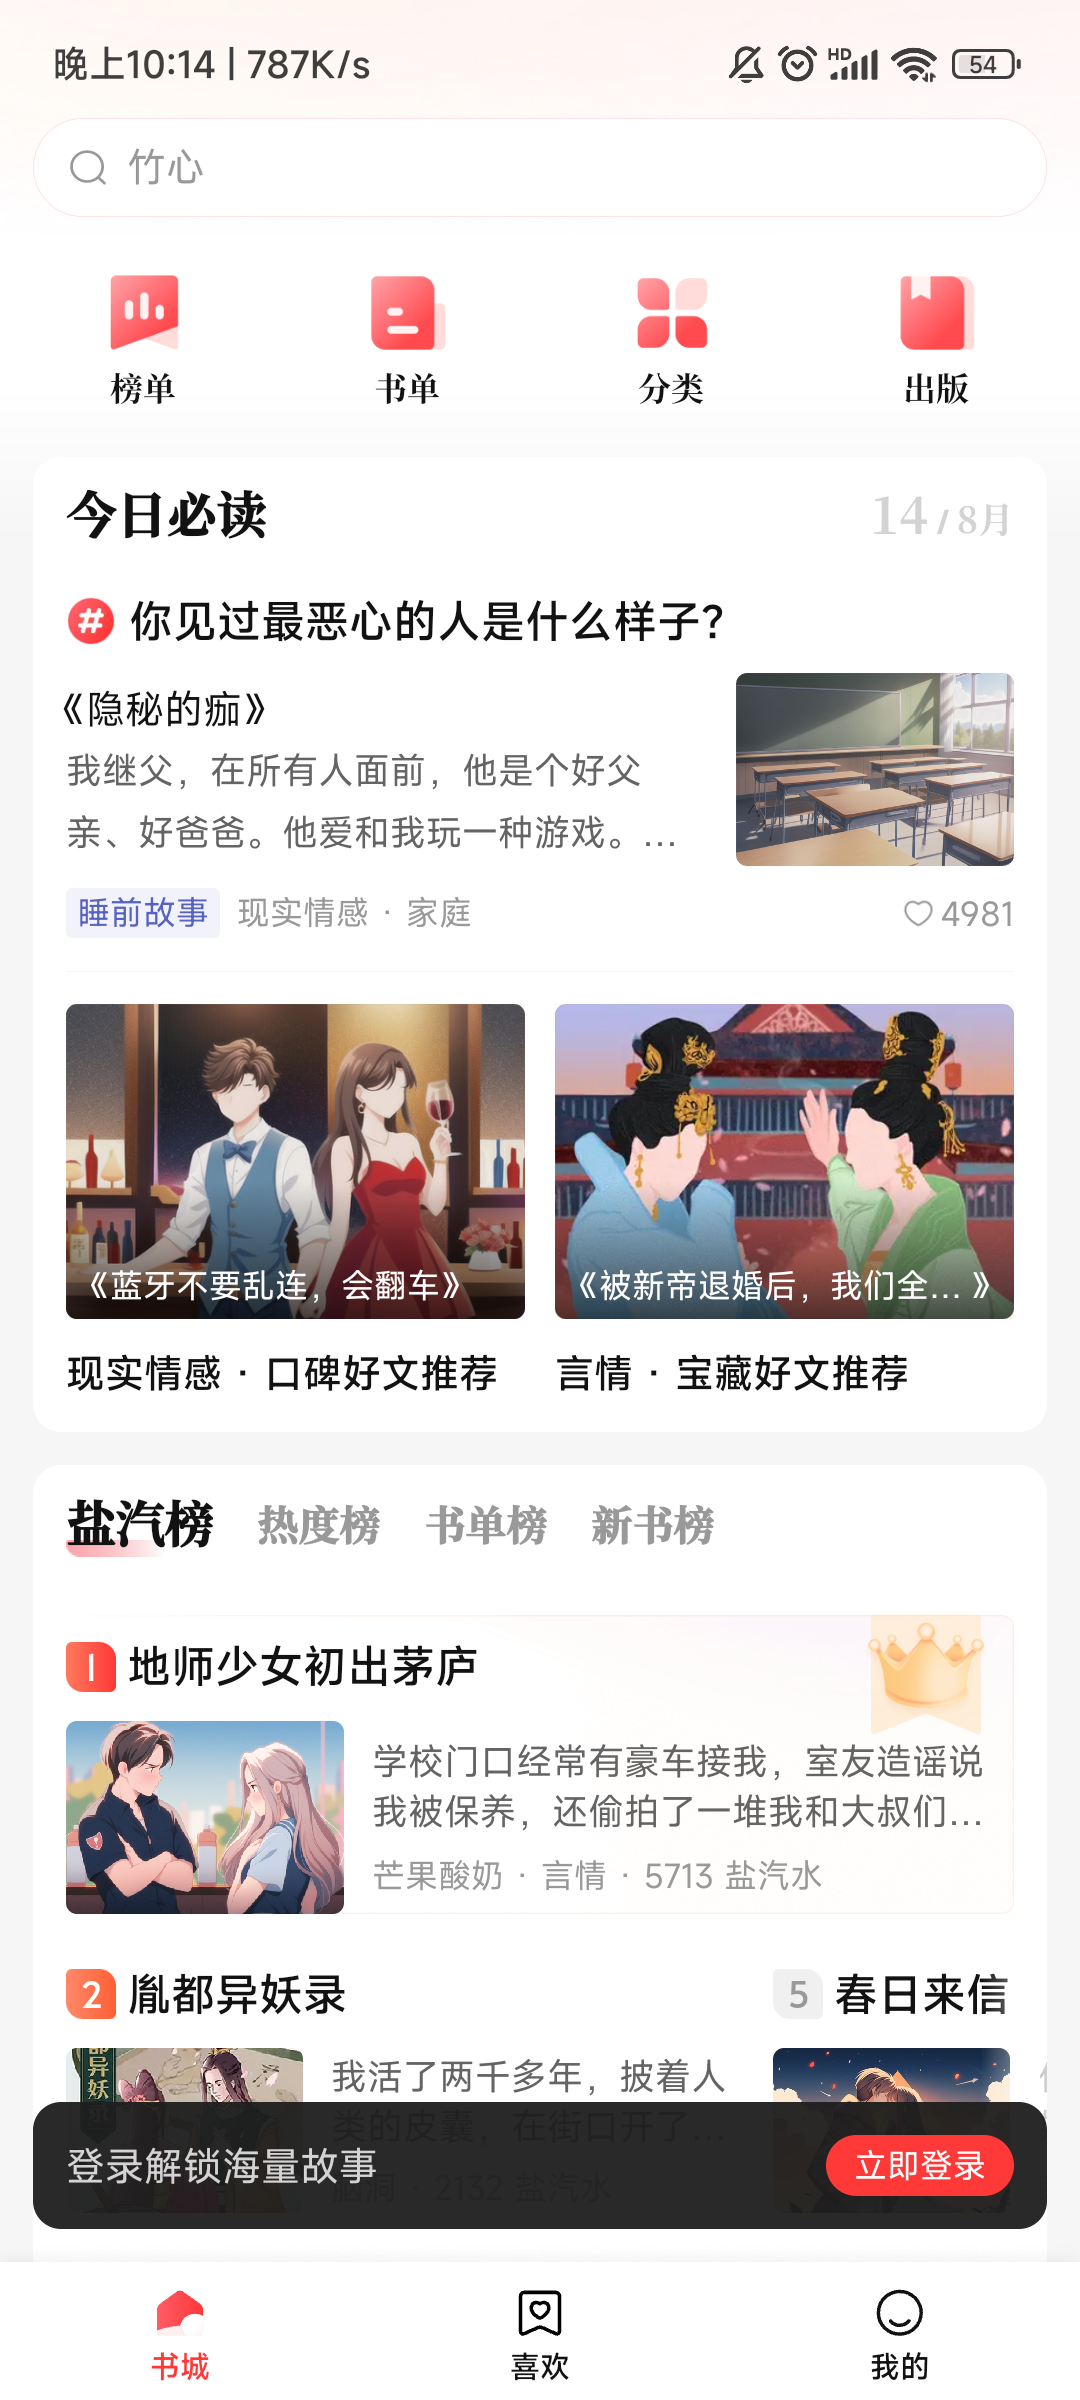 晚上10:14 | 787K/s
HD
54
竹心
榜单
书单
分类
出版
今日必读
14 / 8月
# 你见过最恶心的人是什么样子?
《隐秘的痂》
我继父，在所有人面前，他是个好父
亲、好爸爸。他爱和我玩一种游戏。...
睡前故事 现实情感 · 家庭
4981
《蓝牙不要乱连，会翻车》
《被新帝退婚后，我们全... 》
现实情感 · 口碑好文推荐
言情 · 宝藏好文推荐
盐汽榜 热度榜 书单榜 新书榜
1 地师少女初出茅庐
学校门口经常有豪车接我，室友造谣说
我被保养，还偷拍了一堆我和大叔们...
芒果酸奶 · 言情 · 5713 盐汽水
2 胤都异妖录
异妖
我活了两千多年，披着人
类的皮囊，在街口开了...
脑洞 · 2132 盐汽水
5 春日来信
登录解锁海量故事
立即登录
书城
喜欢
我的